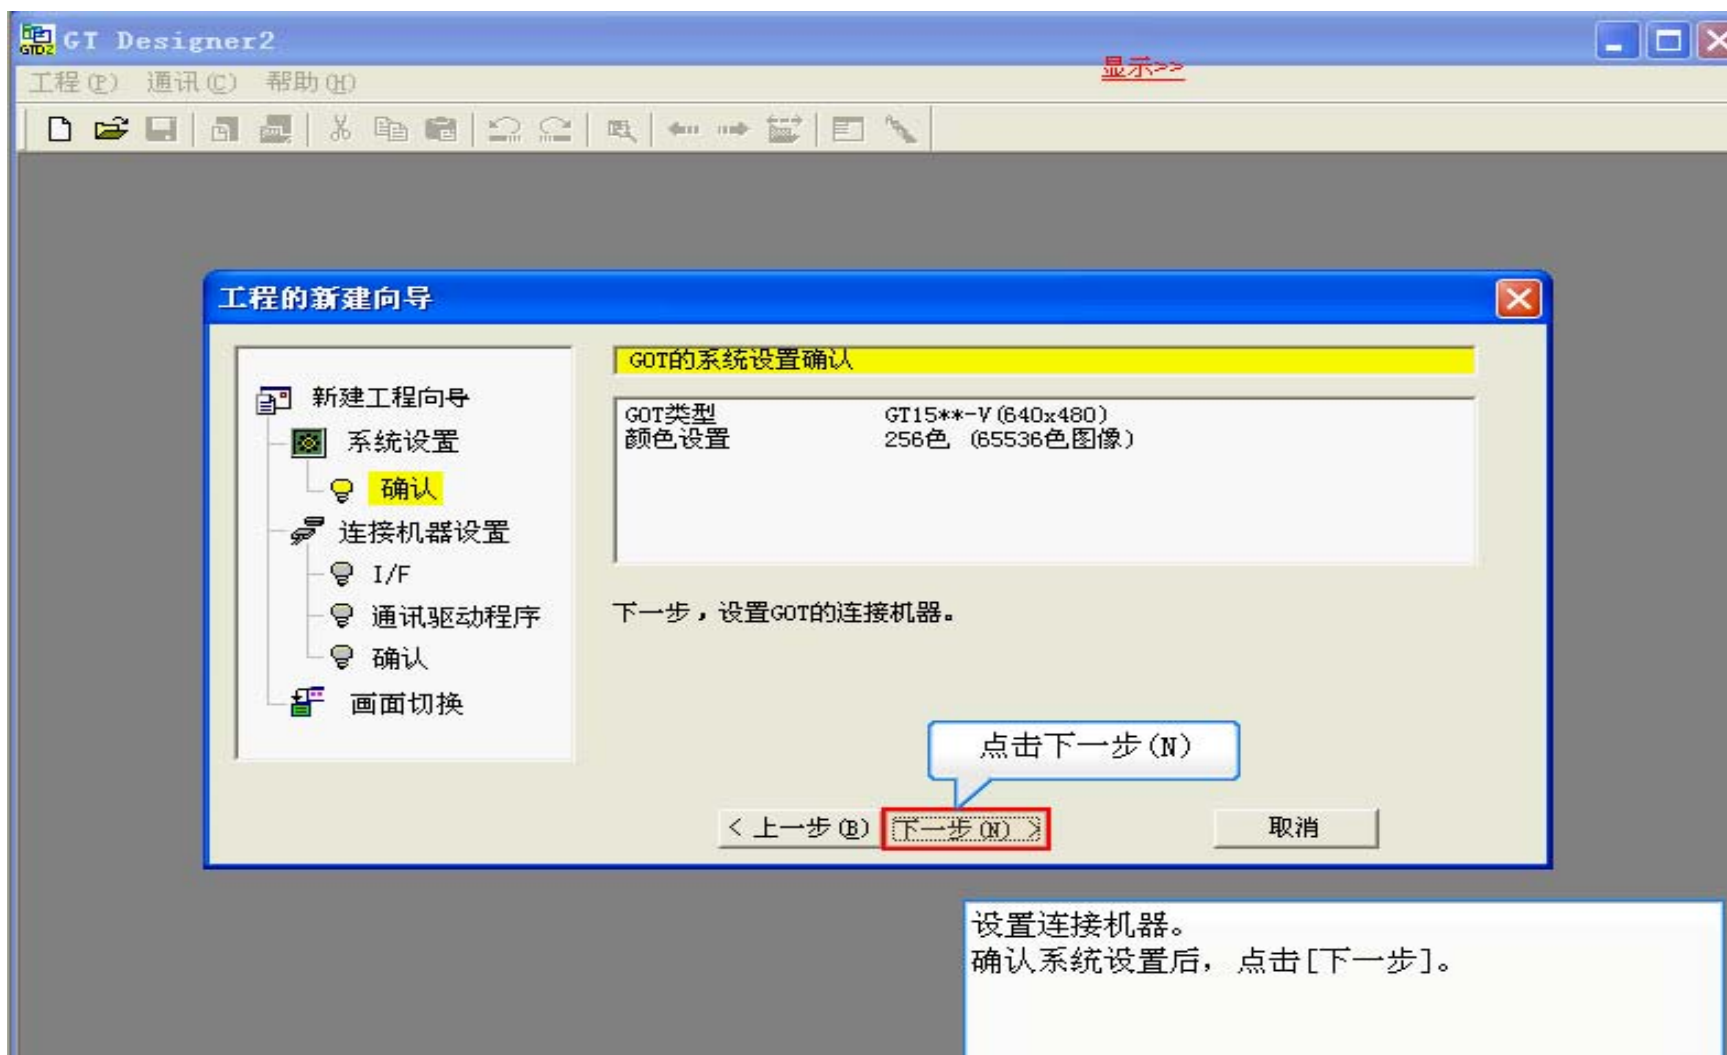 GT Designer2
工程(P) 通讯(C) 帮助(H)
显示>>
工程的新建向导
新建工程向导
系统设置
确认
连接机器设置
I/F
通讯驱动程序
确认
画面切换
GOT的系统设置确认
GOT类型 GT15**-V(640x480)
颜色设置 256色 (65536色图像)
下一步，设置GOT的连接机器。
点击下一步(N)
< 上一步(B) 下一步(N) > 取消
设置连接机器。
确认系统设置后，点击[下一步]。